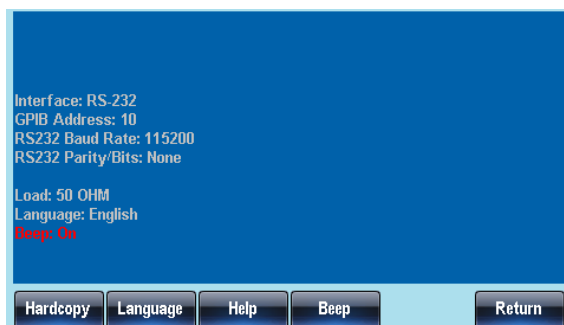 Interface: RS-232
GPIB Address: 10
RS232 Baud Rate: 115200
RS232 Parity/Bits: None
Load: 50 OHM
Language: English
Beep: On
Hardcopy Language Help Beep Return